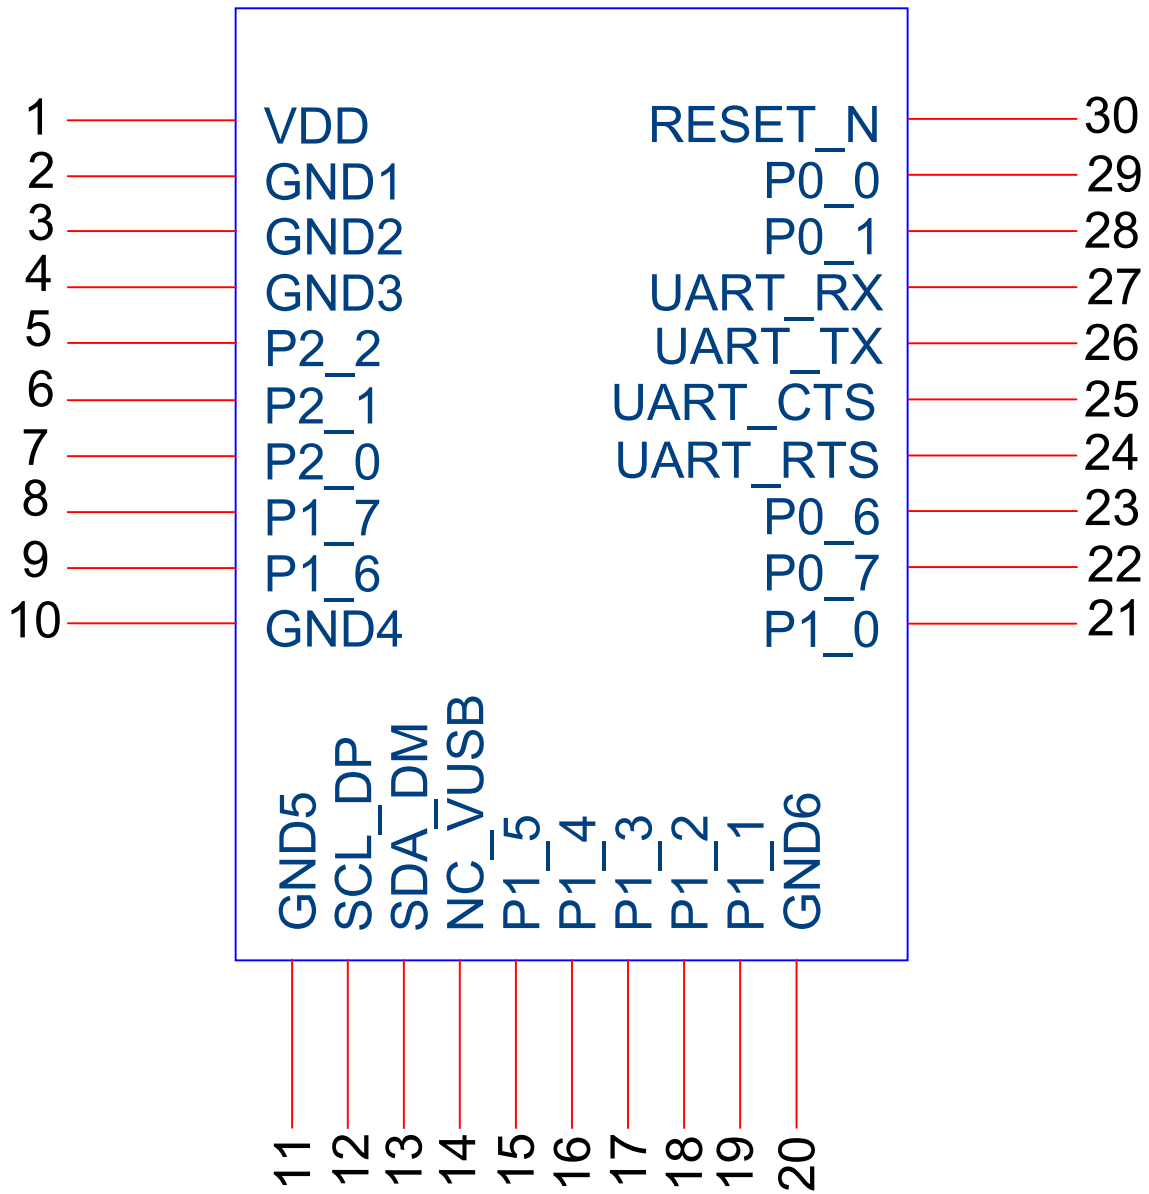 1 VDD RESET_N 30
2 GND1 P0_0 29
3 GND2 P0_1 28
4 GND3 UART_RX 27
5 P2_2 UART_TX 26
6 P2_1 UART_CTS 25
7 P2_0 UART_RTS 24
8 P1_7 P0_6 23
9 P1_6 P0_7 22
10 GND4 P1_0 21
GND5
SCL_DP
SDA_DM
NC_VUSB
P1_5
P1_4
P1_3
P1_2
P1_1
GND6
11
12
13
14
15
16
17
18
19
20